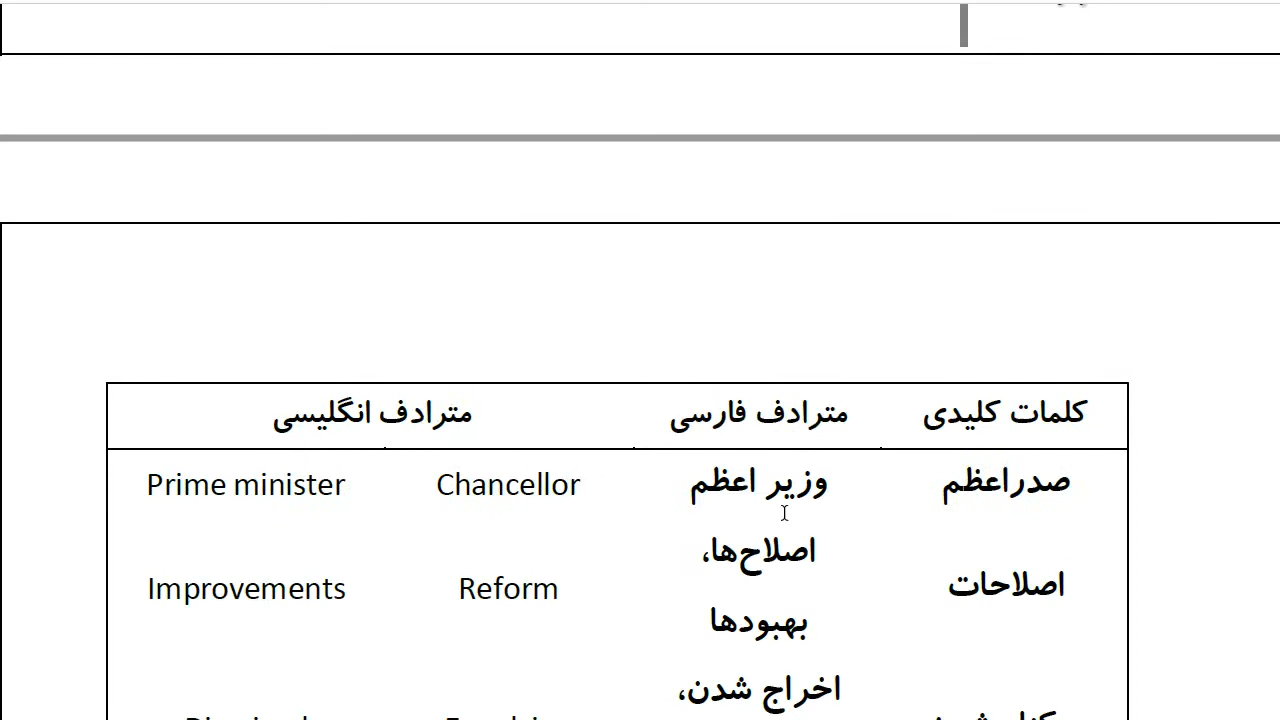 کلمات کلیدی مترادف فارسی مترادف انگلیسی
صدراعظم وزیر اعظم Chancellor Prime minister
اصلاح‌ها،
اصلاحات Reform Improvements
بهبودها
اخراج شدن،